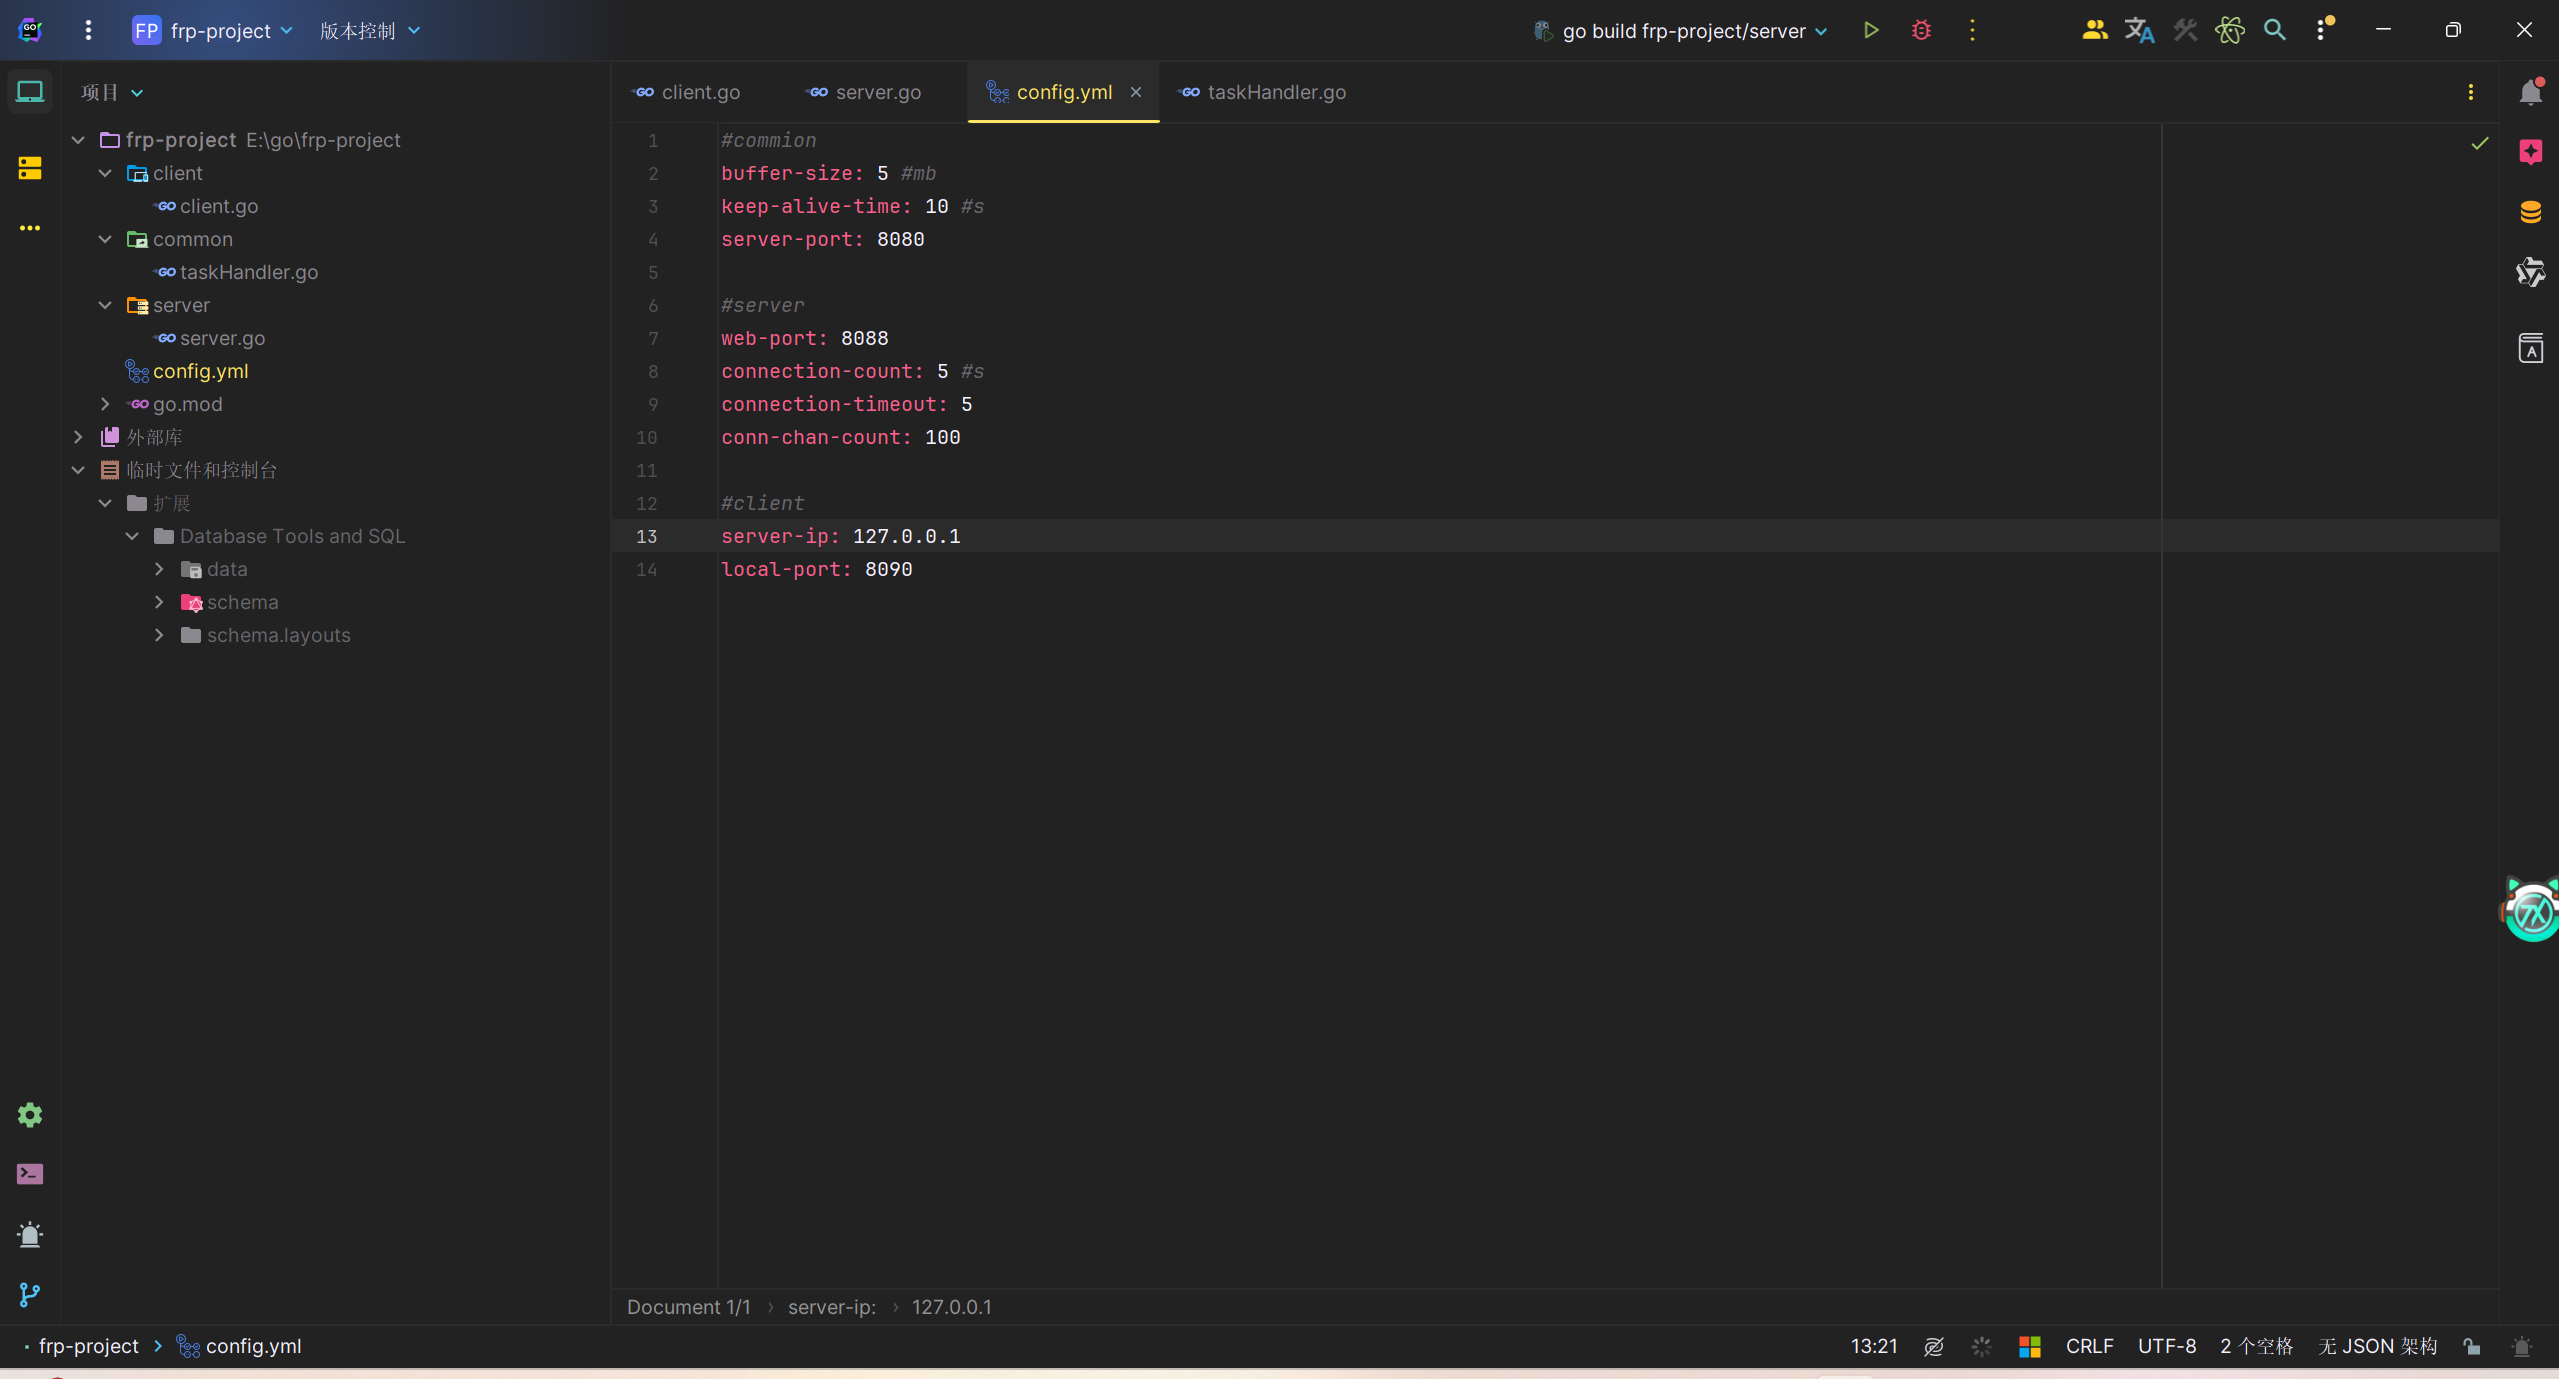 GO
FP frp-project 版本控制
go build frp-project/server
项目
client.go server.go config.yml taskHandler.go
frp-project E:\go\frp-project
client
client.go
common
taskHandler.go
server
server.go
config.yml
go.mod
外部库
临时文件和控制台
扩展
Database Tools and SQL
data
schema
schema.layouts
1 #commion
2 buffer-size: 5 #mb
3 keep-alive-time: 10 #s
4 server-port: 8080
5
6 #server
7 web-port: 8088
8 connection-count: 5 #s
9 connection-timeout: 5
10 conn-chan-count: 100
11
12 #client
13 server-ip: 127.0.0.1
14 local-port: 8090
Document 1/1 › server-ip: › 127.0.0.1
frp-project › config.yml
13:21 CRLF UTF-8 2 个空格 无 JSON 架构